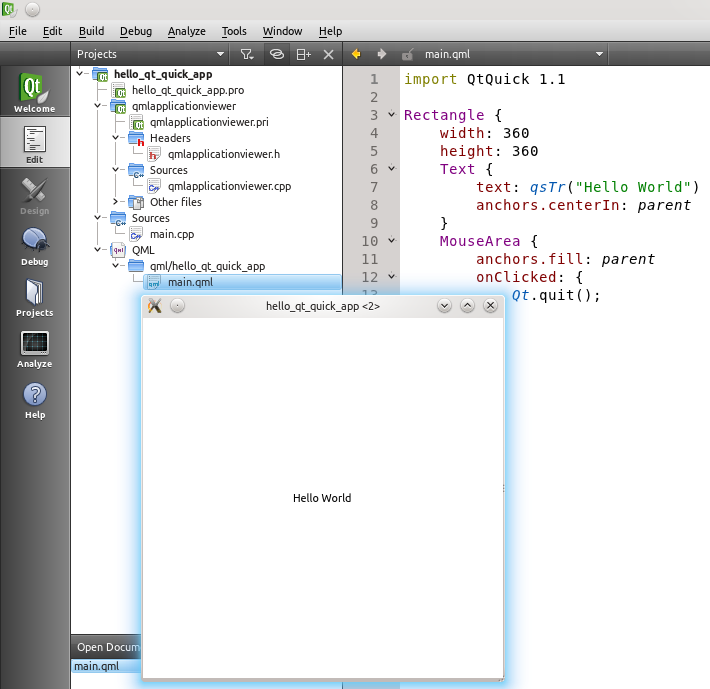 Qt
File Edit Build Debug Analyze Tools Window Help
Projects
main.qml
Qt
Welcome
Edit
Design
Debug
Projects
Analyze
Help
hello_qt_quick_app
hello_qt_quick_app.pro
qmlapplicationviewer
qmlapplicationviewer.pri
Headers
qmlapplicationviewer.h
Sources
qmlapplicationviewer.cpp
Other files
Sources
main.cpp
QML
qml/hello_qt_quick_app
main.qml
1 import QtQuick 1.1
2
3 Rectangle {
4 width: 360
5 height: 360
6 Text {
7 text: qsTr("Hello World")
8 anchors.centerIn: parent
9 }
10 MouseArea {
11 anchors.fill: parent
12 onClicked: {
Qt.quit();
hello_qt_quick_app <2>
Hello World
Open Docum
main.qml